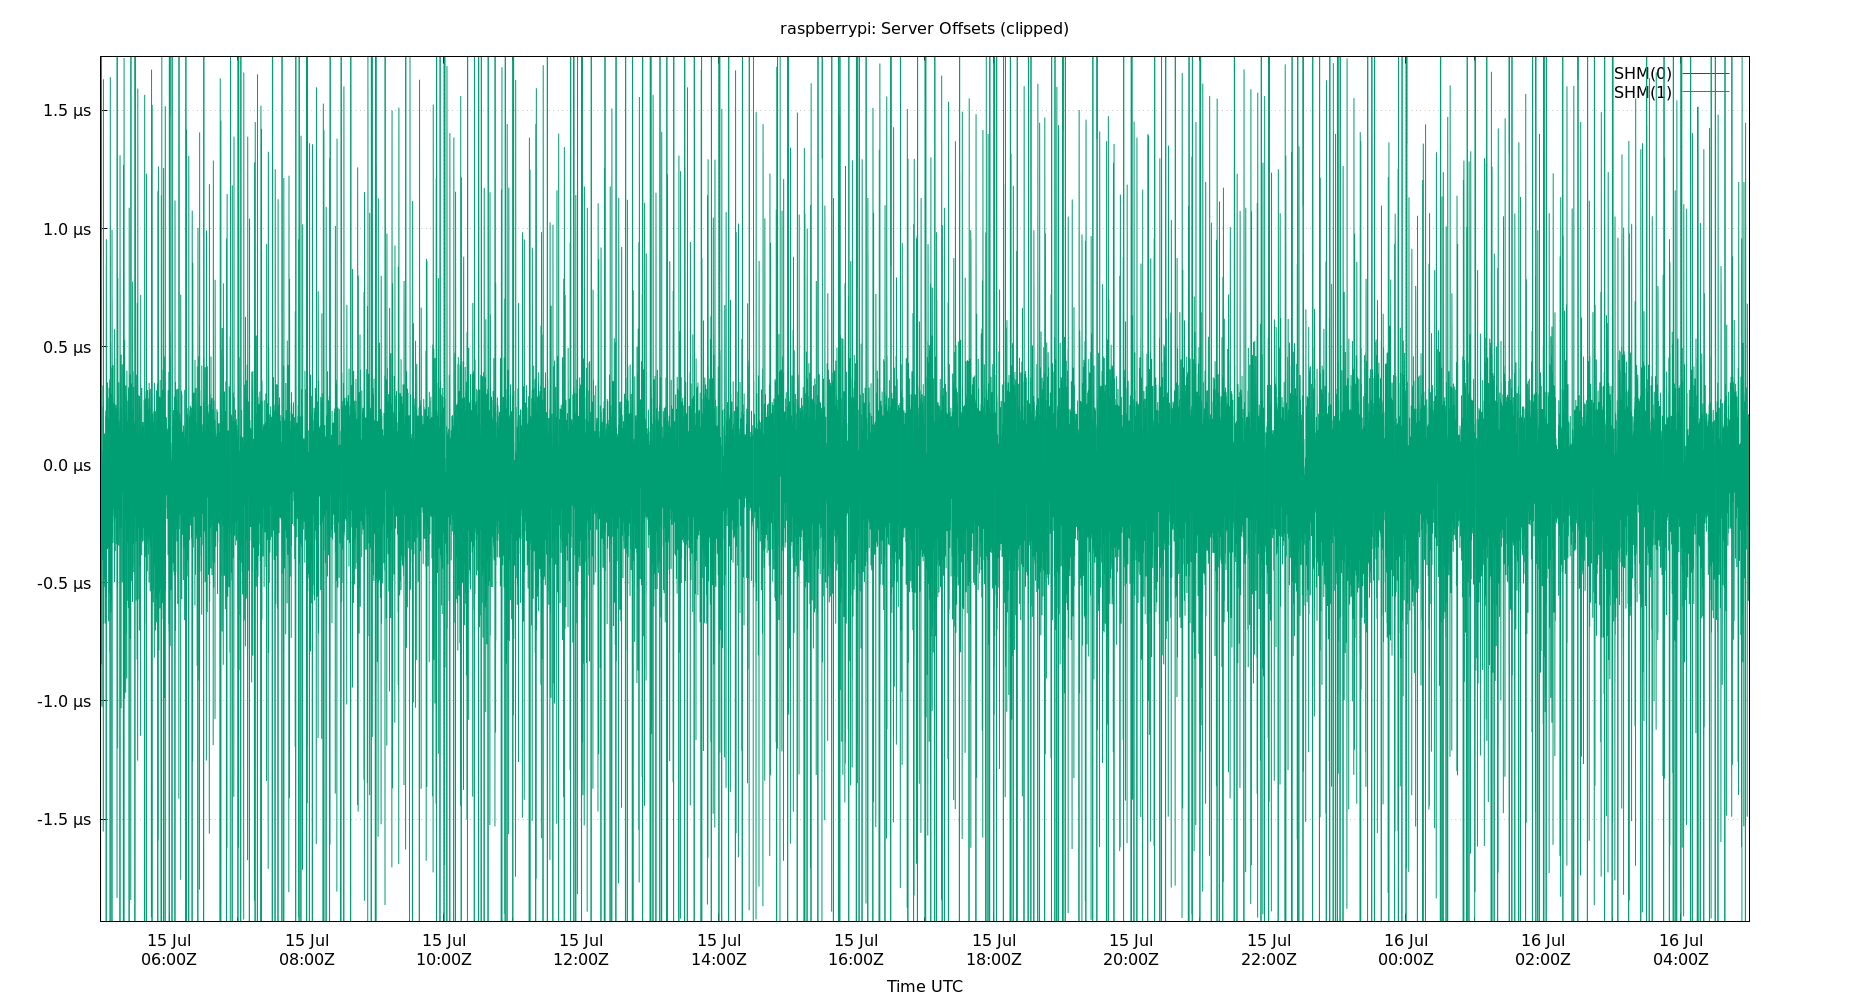 raspberrypi: Server Offsets (clipped)
SHM(0)
SHM(1)
1.5 µs
1.0 µs
0.5 µs
0.0 µs
-0.5 µs
-1.0 µs
-1.5 µs
15 Jul 15 Jul 15 Jul 15 Jul 15 Jul 15 Jul 15 Jul 15 Jul 15 Jul 16 Jul 16 Jul 16 Jul
06:00Z 08:00Z 10:00Z 12:00Z 14:00Z 16:00Z 18:00Z 20:00Z 22:00Z 00:00Z 02:00Z 04:00Z
Time UTC